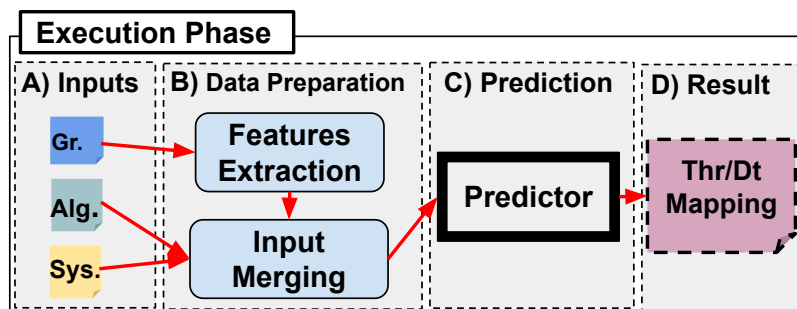 Execution Phase
A) Inputs
Gr.
Alg.
Sys.
B) Data Preparation
Features
Extraction
Input
Merging
C) Prediction
Predictor
D) Result
Thr/Dt
Mapping